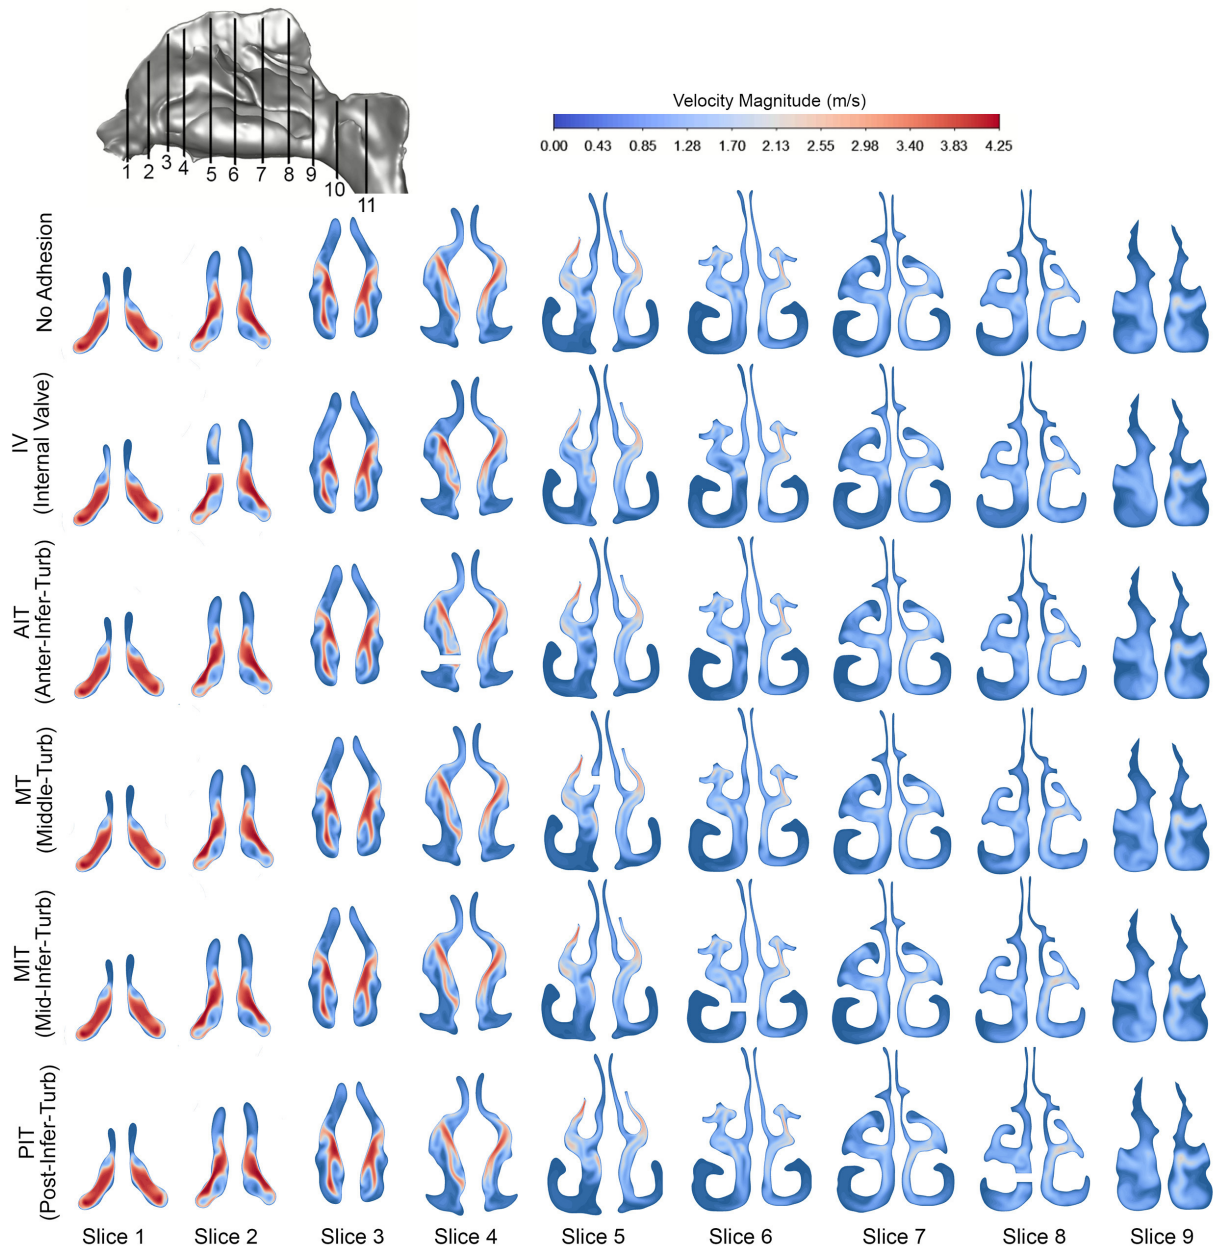 Velocity Magnitude (m/s)
0.00 0.43 0.85 1.28 1.70 2.13 2.55 2.98 3.40 3.83 4.25
1 2 3 4 5 6 7 8 9 10 11
No Adhesion
IV
(Internal Valve)
AIT
(Anter-Infer-Turb)
MT
(Middle-Turb)
MIT
(Mid-Infer-Turb)
PIT
(Post-Infer-Turb)
Slice 1 Slice 2 Slice 3 Slice 4 Slice 5 Slice 6 Slice 7 Slice 8 Slice 9